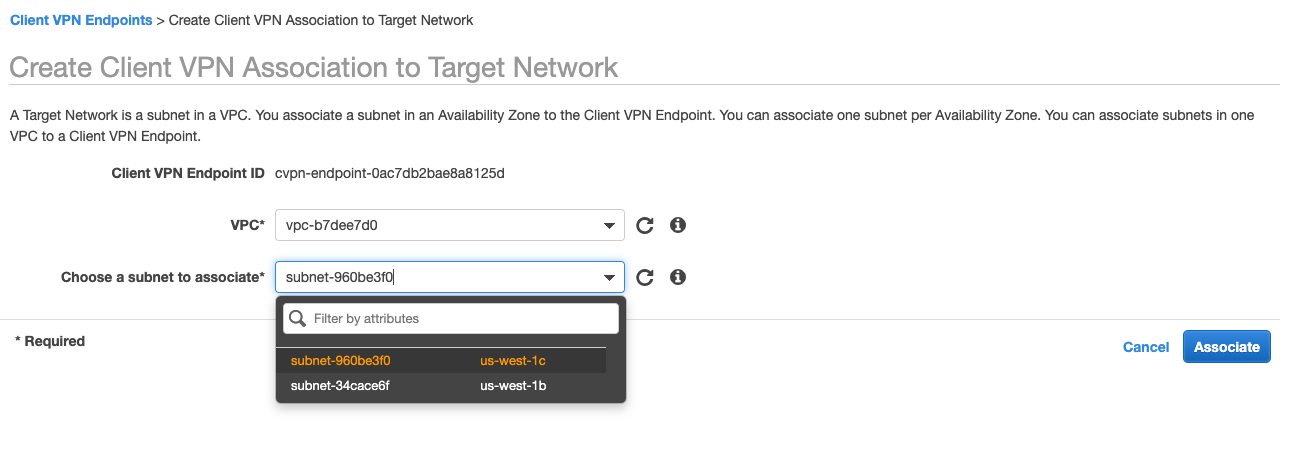 Client VPN Endpoints > Create Client VPN Association to Target Network
Create Client VPN Association to Target Network
A Target Network is a subnet in a VPC. You associate a subnet in an Availability Zone to the Client VPN Endpoint. You can associate one subnet per Availability Zone. You can associate subnets in one
VPC to a Client VPN Endpoint.
Client VPN Endpoint ID cvpn-endpoint-0ac7db2bae8a8125d
VPC* vpc-b7dee7d0
Choose a subnet to associate* subnet-960be3f0
Filter by attributes
subnet-960be3f0 us-west-1c
subnet-34cace6f us-west-1b
* Required
Cancel Associate